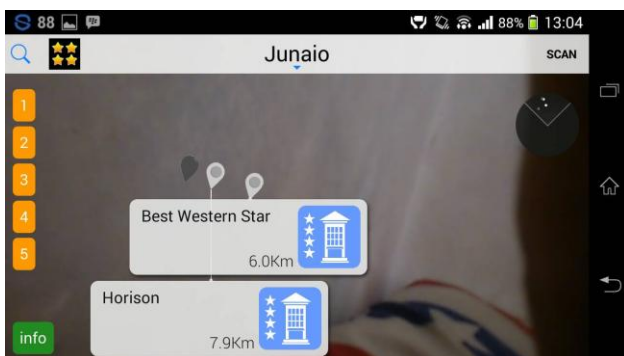 88
88% 13:04
Junaio
SCAN
1
2
3
4
5
Best Western Star
6.0Km
Horison
7.9Km
info